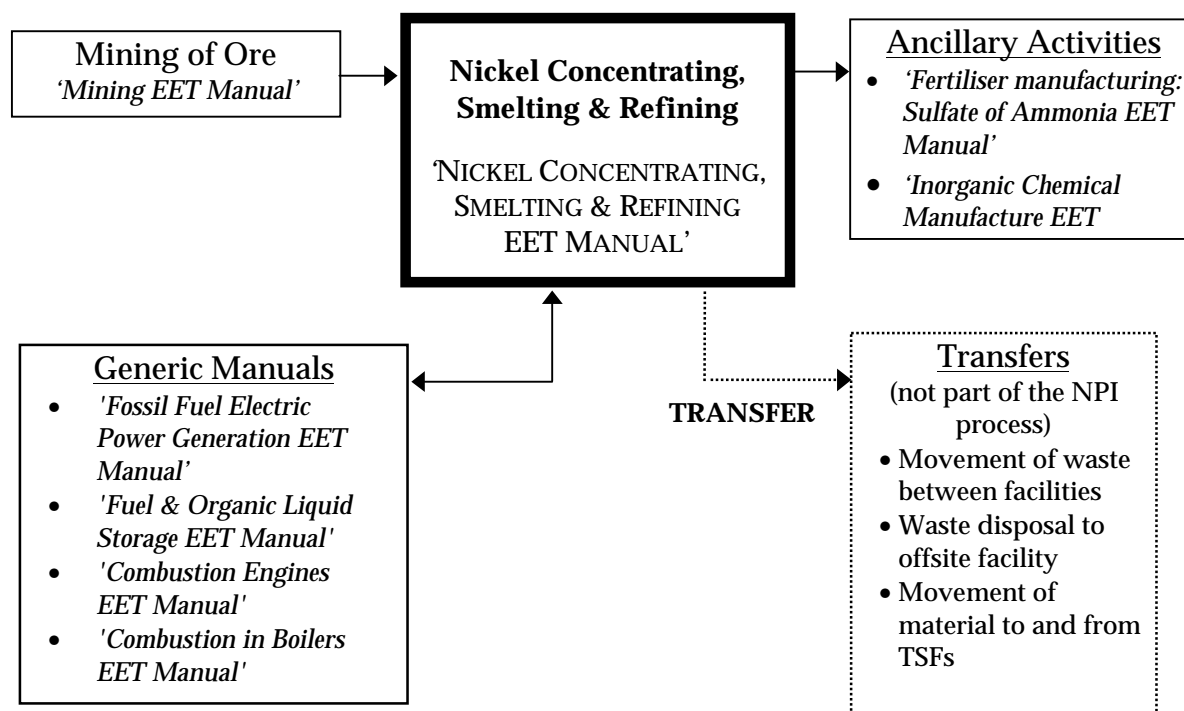 Mining of Ore
‘Mining EET Manual’
Nickel Concentrating,
Smelting & Refining
‘NICKEL CONCENTRATING,
SMELTING & REFINING
EET MANUAL’
Ancillary Activities
• ‘Fertiliser manufacturing:
Sulfate of Ammonia EET
Manual’
• ‘Inorganic Chemical
Manufacture EET
Generic Manuals
• 'Fossil Fuel Electric
Power Generation EET
Manual’
• 'Fuel & Organic Liquid
Storage EET Manual'
• 'Combustion Engines
EET Manual'
• 'Combustion in Boilers
EET Manual'
TRANSFER
Transfers
(not part of the NPI
process)
• Movement of waste
between facilities
• Waste disposal to
offsite facility
• Movement of
material to and from
TSFs